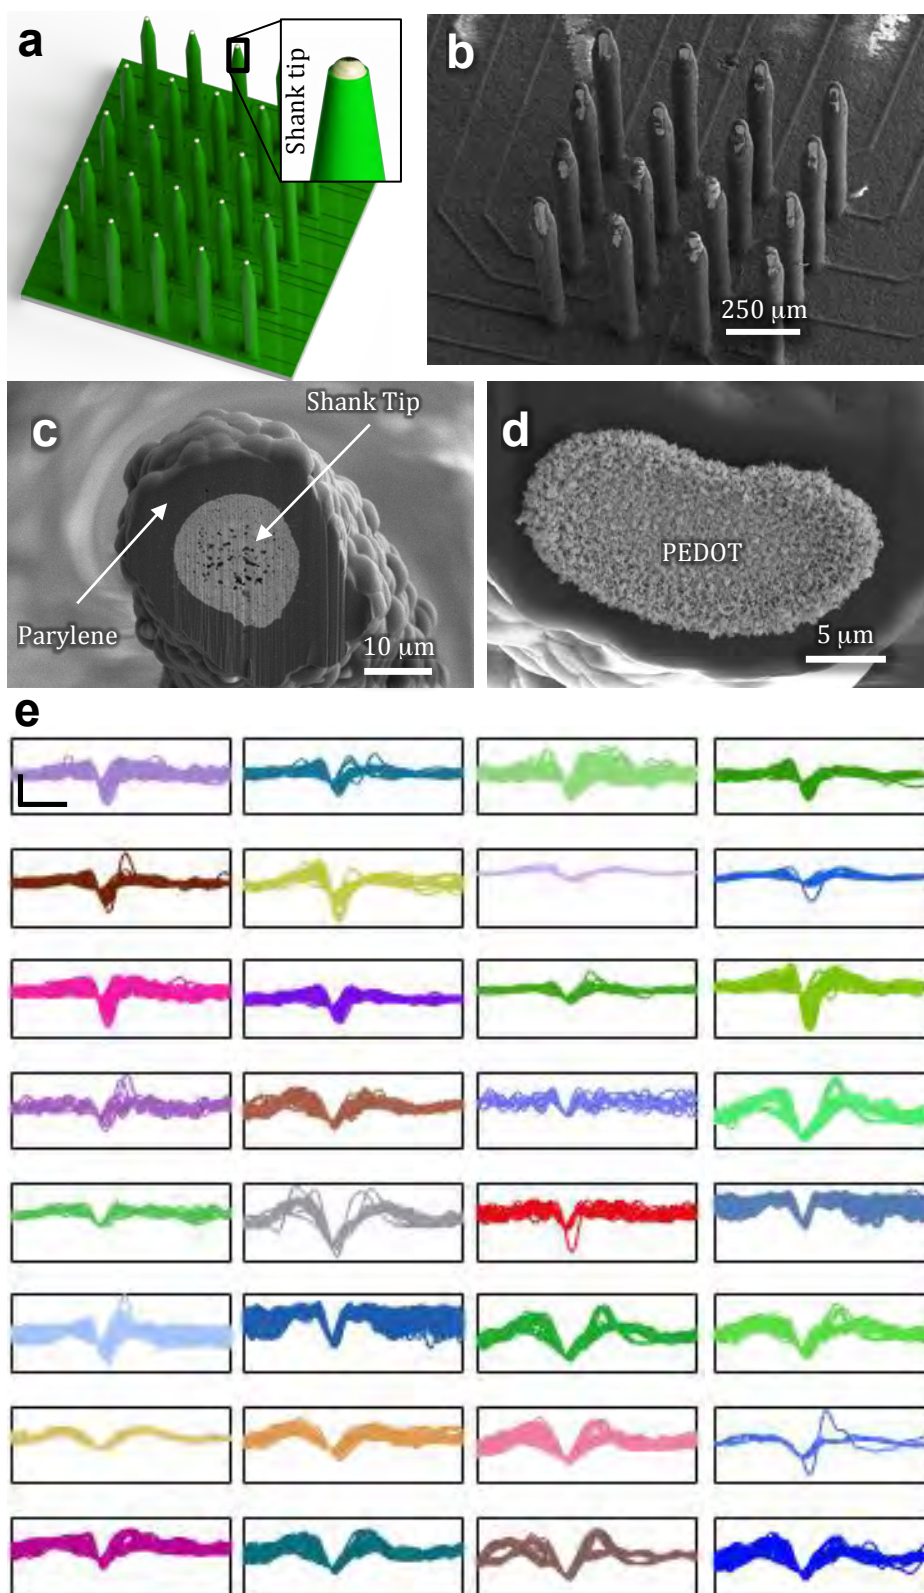 a
Shank tip
b
250 μm
c
Shank Tip
Parylene
10 μm
d
PEDOT
5 μm
e